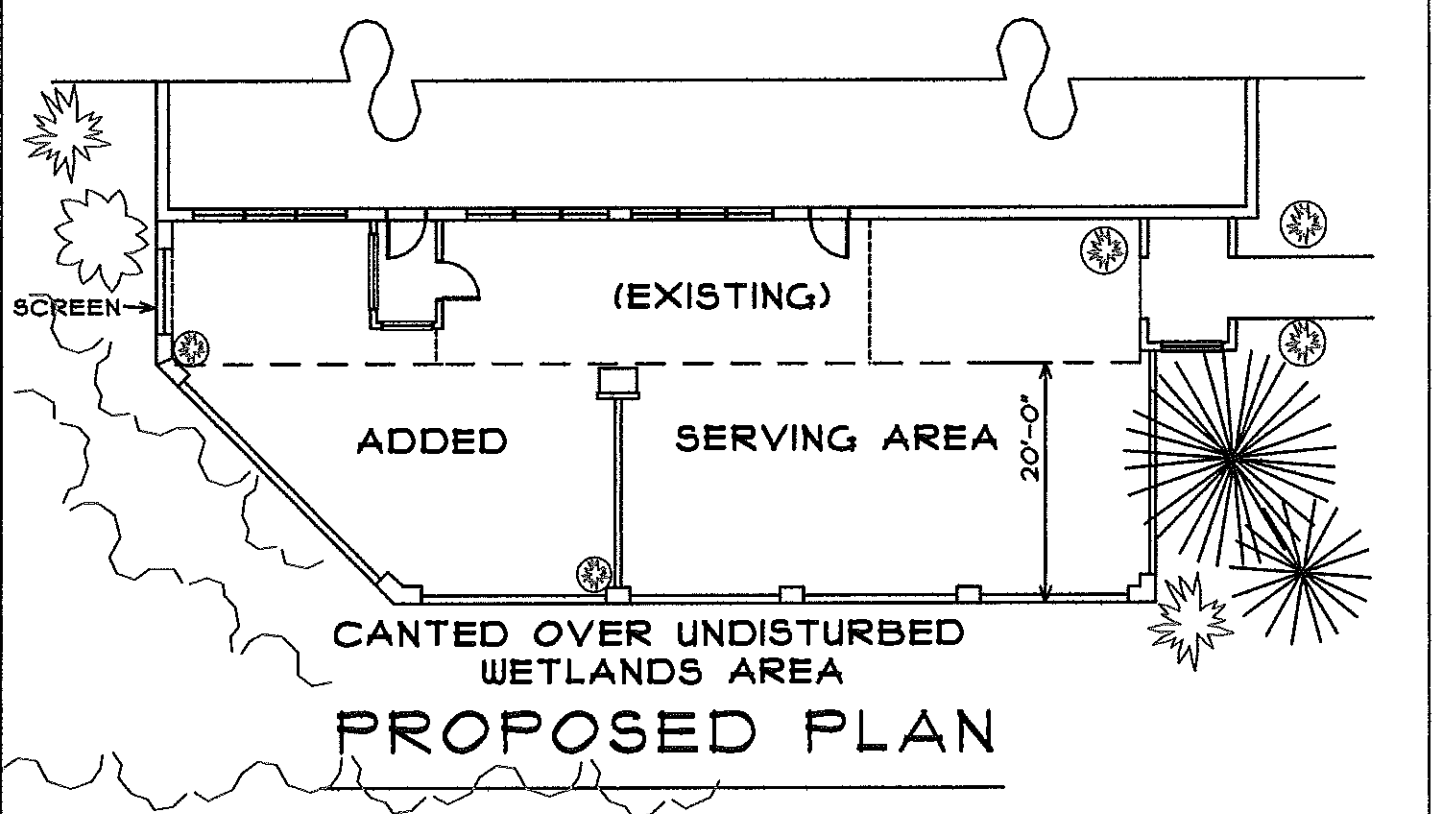 SCREEN
(EXISTING)
ADDED
SERVING AREA
20'-0"
CANTED OVER UNDISTURBED
WETLANDS AREA
PROPOSED PLAN